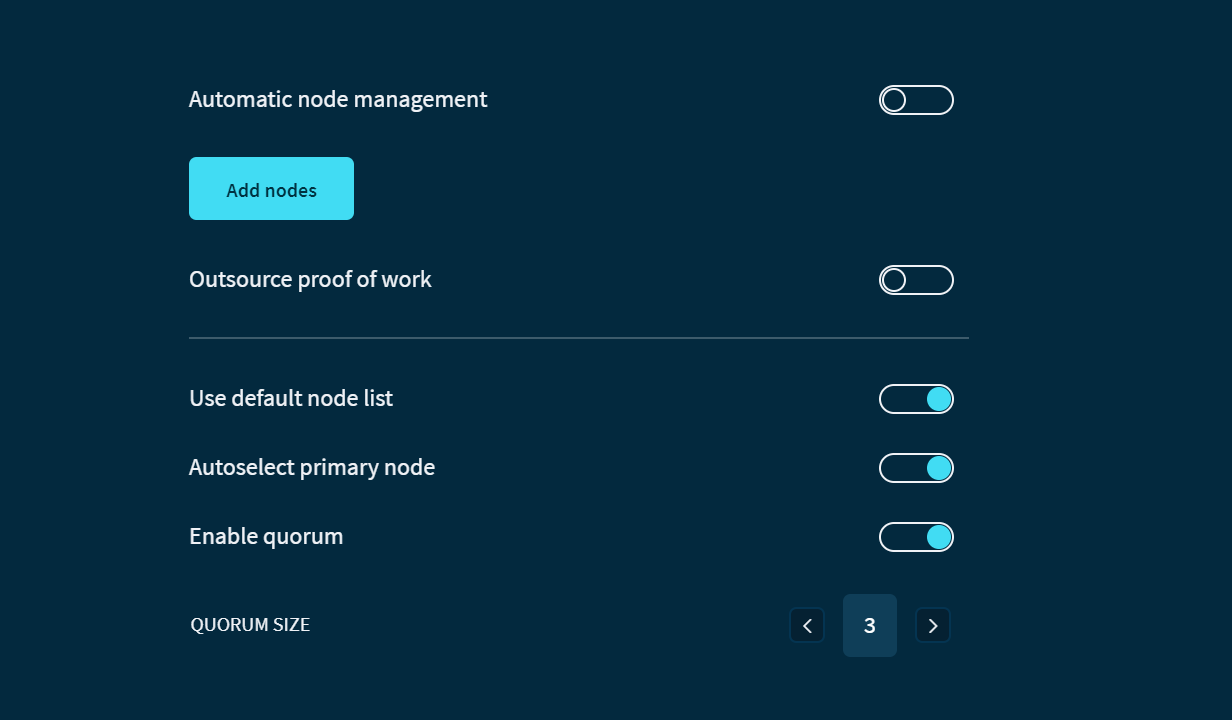 Automatic node management
Add nodes
Outsource proof of work
Use default node list
Autoselect primary node
Enable quorum
QUORUM SIZE
3